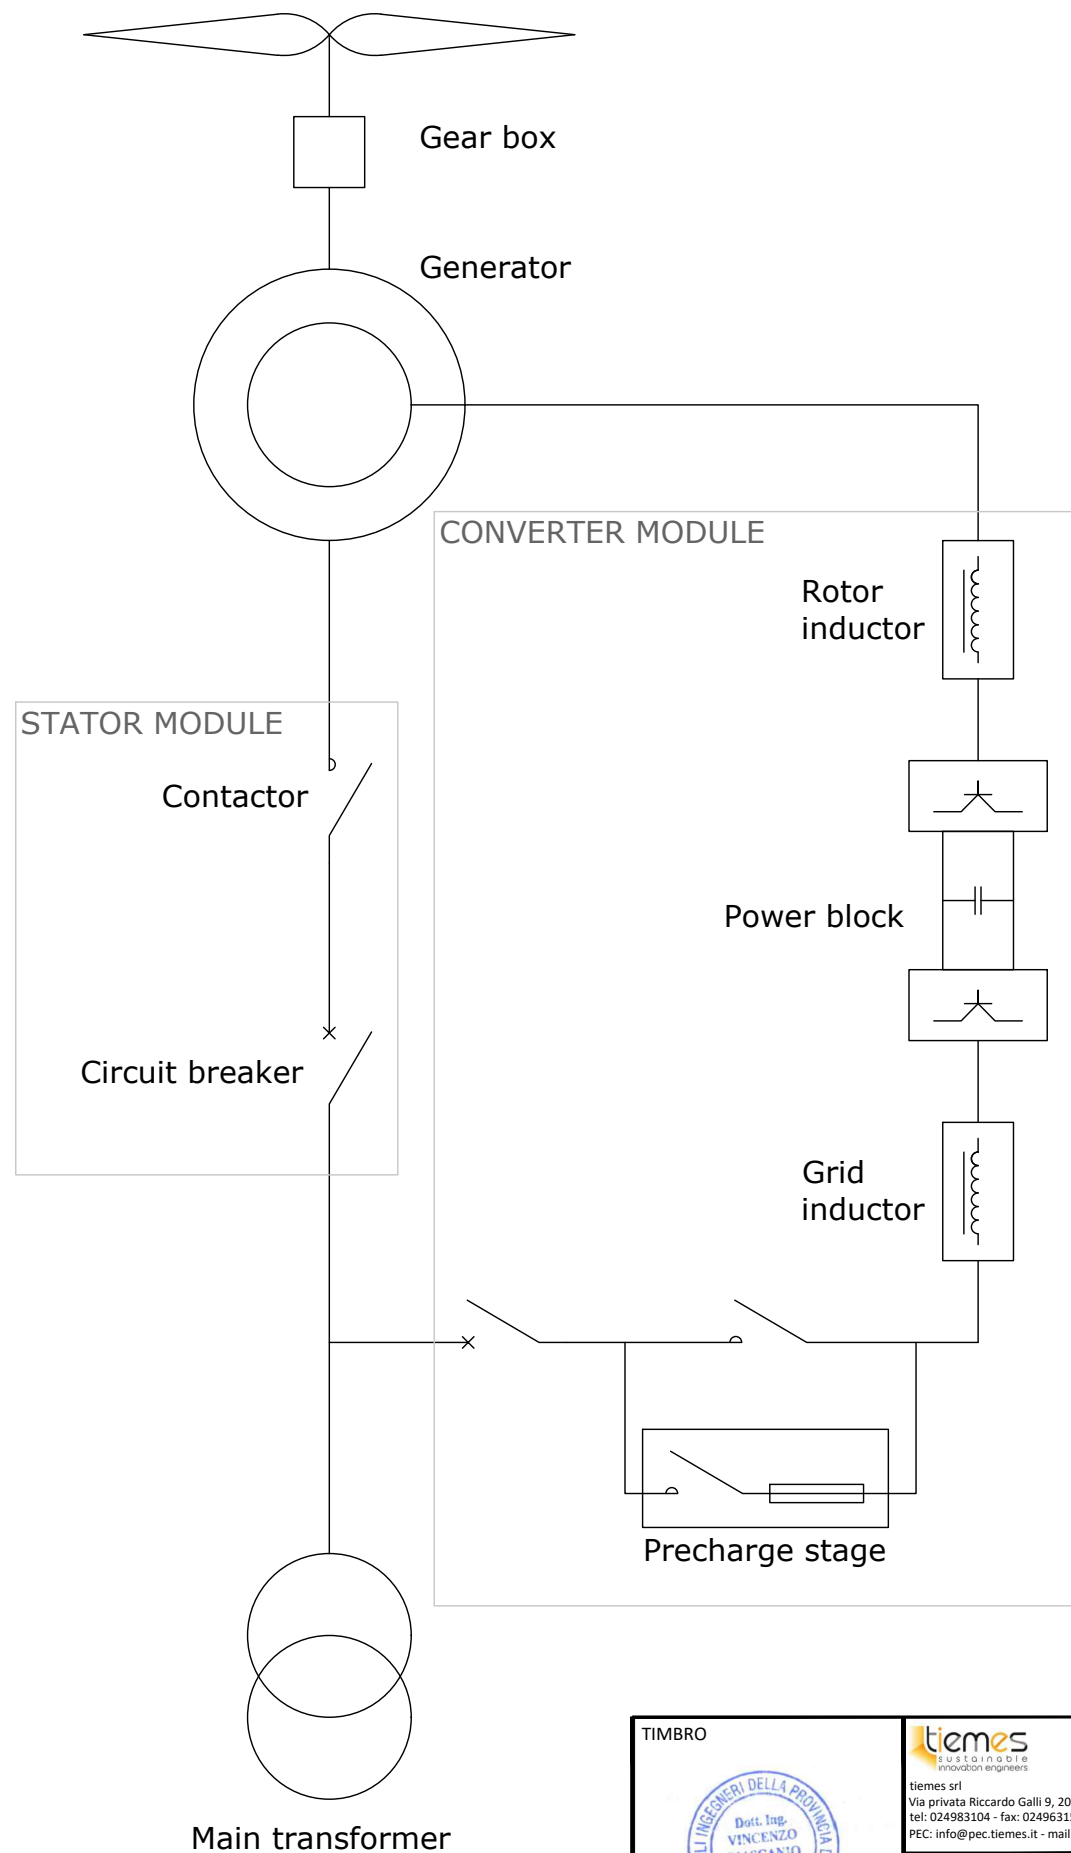 Gear box
Generator
CONVERTER MODULE
Rotor
inductor
STATOR MODULE
Contactor
Power block
Circuit breaker
Grid
inductor
Precharge stage
Main transformer
TIMBRO
INGEGNERI DELLA PROVINCIA
Dott. Ing.
VINCENZO
tiemes
sustainable
innovation engineers
tiemes srl
Via privata Riccardo Galli 9, 20
tel: 024983104 - fax: 0249631
PEC: info@pec.tiemes.it - mail